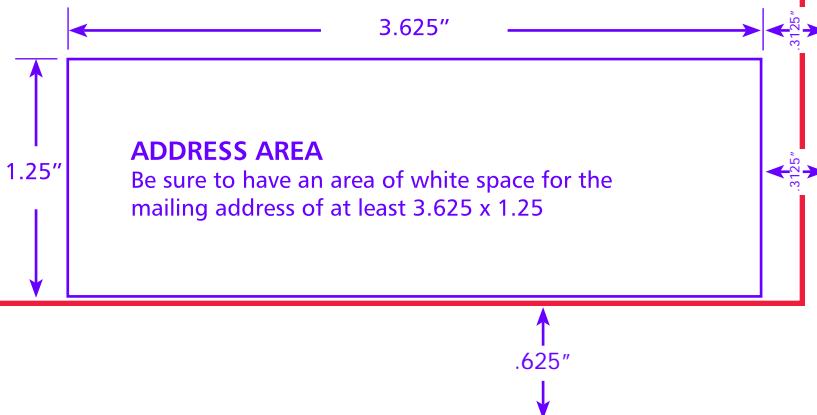 3.625”
.3125”
1.25”
ADDRESS AREA
Be sure to have an area of white space for the
mailing address of at least 3.625 x 1.25
.3125”
.625”